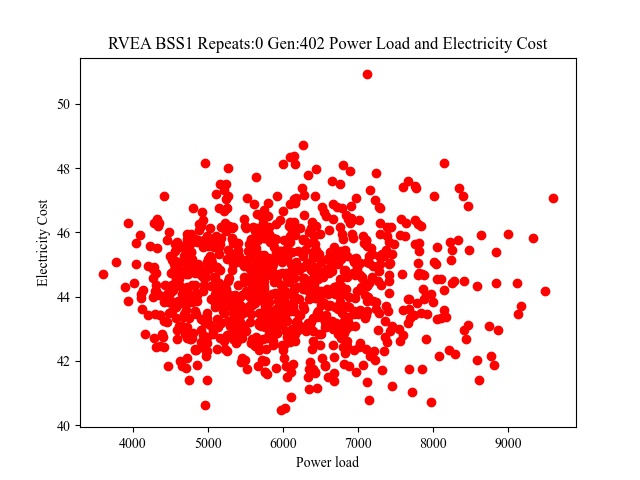 RVEA BSS1 Repeats:0 Gen:402 Power Load and Electricity Cost
50
48
46
44
42
40
Electricity Cost
4000 5000 6000 7000 8000 9000
Power load